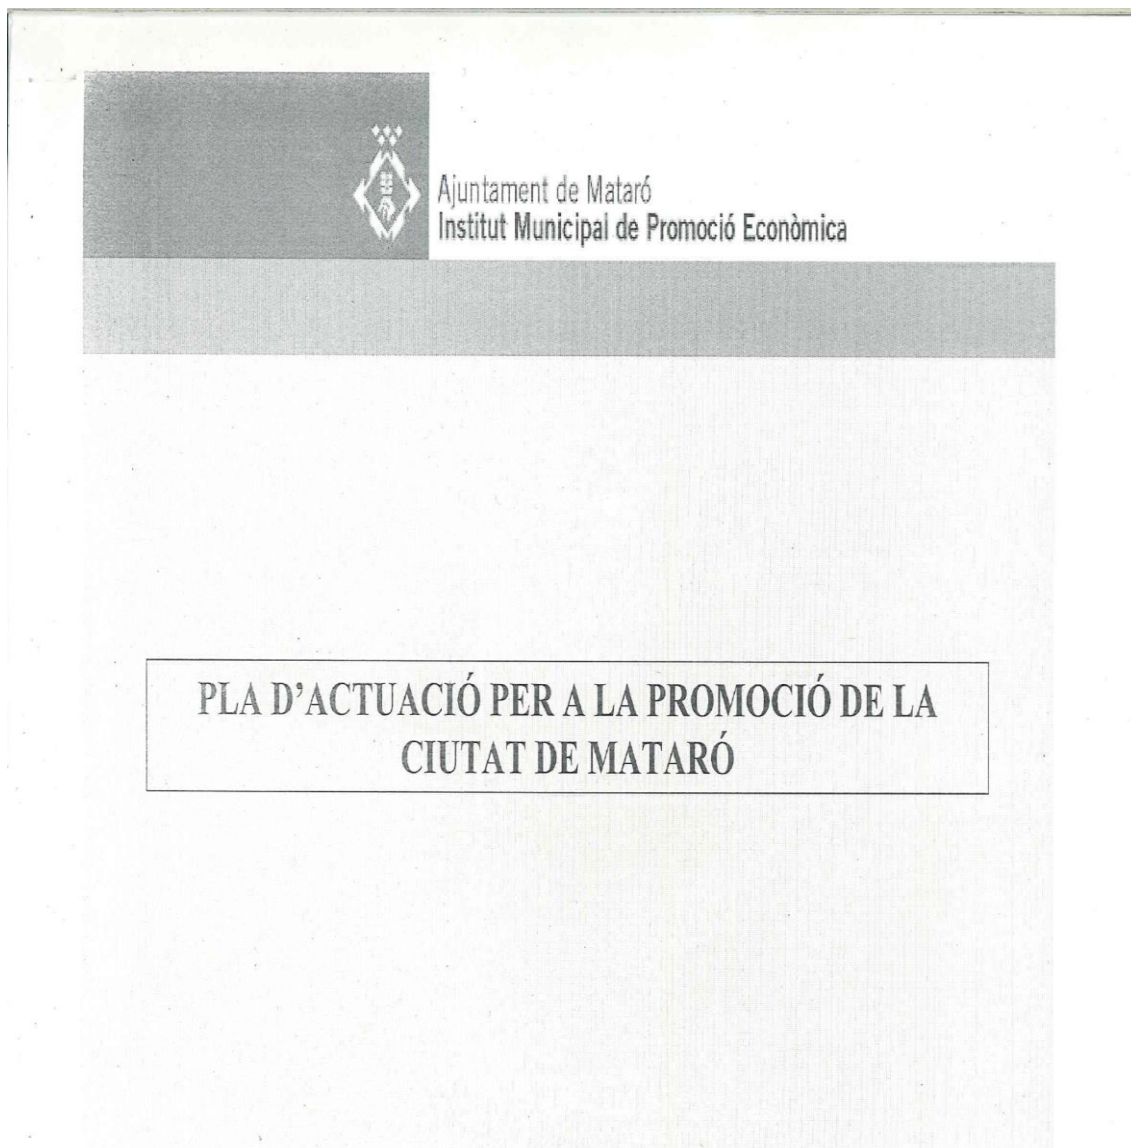 Ajuntament de Mataró
Institut Municipal de Promoció Econòmica
PLA D'ACTUACIÓ PER A LA PROMOCIÓ DE LA
CIUTAT DE MATARÓ